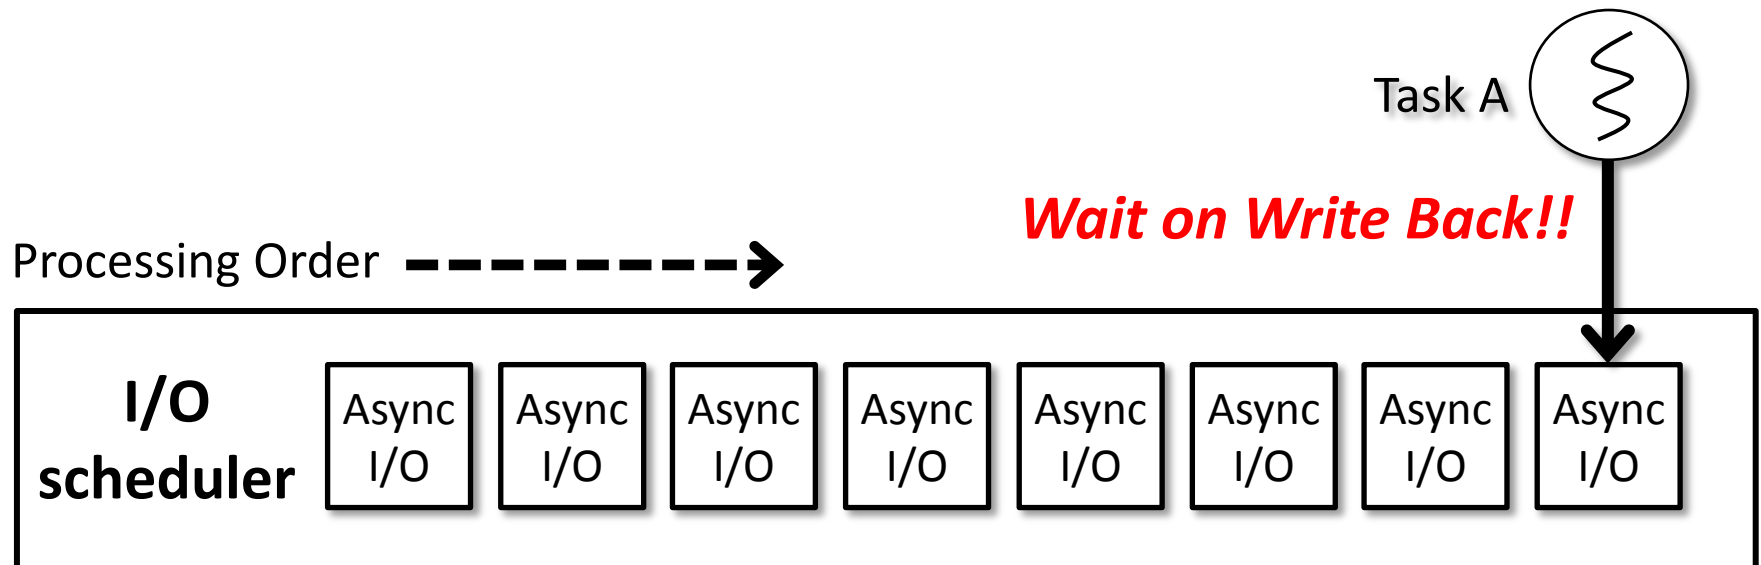 Task A
Wait on Write Back!!
Processing Order
I/O
scheduler
Async
I/O
Async
I/O
Async
I/O
Async
I/O
Async
I/O
Async
I/O
Async
I/O
Async
I/O